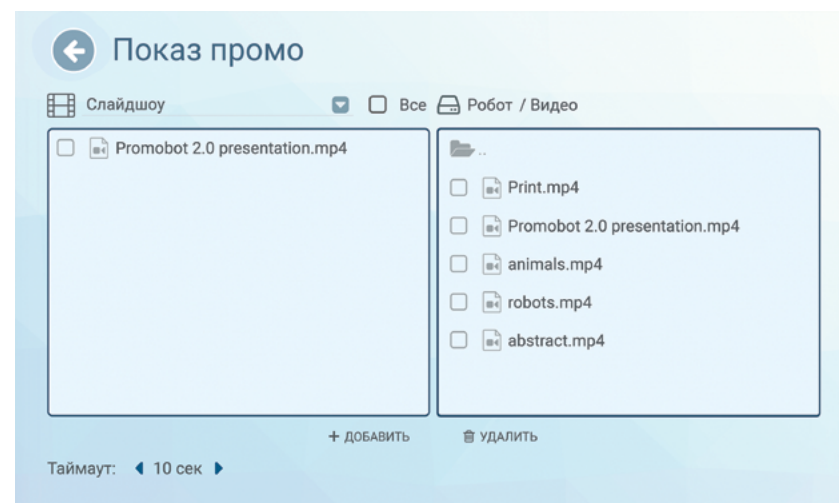 Показ промо
Слайдшоу
Все
Робот / Видео
Promobot 2.0 presentation.mp4
..
Print.mp4
Promobot 2.0 presentation.mp4
animals.mp4
robots.mp4
abstract.mp4
+ ДОБАВИТЬ
УДАЛИТЬ
Таймаут: 10 сек